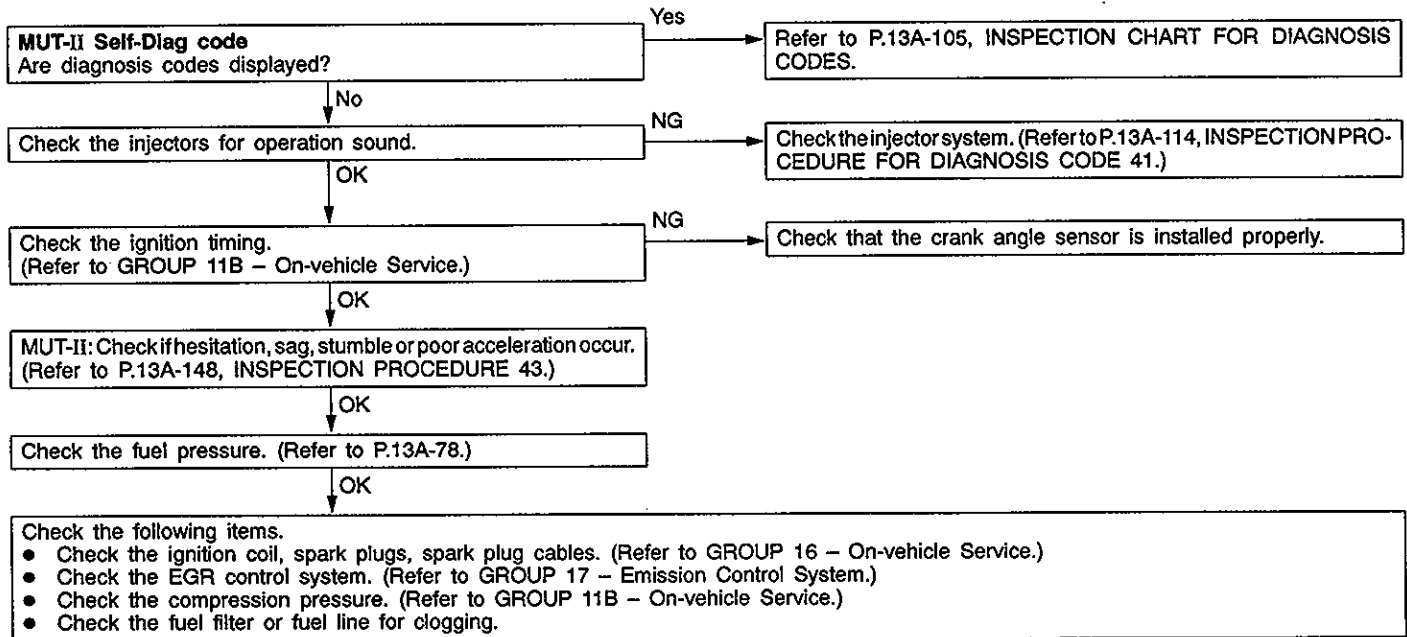 Yes
MUT-II Self-Diag code
Are diagnosis codes displayed?
Refer to P.13A-105, INSPECTION CHART FOR DIAGNOSIS
CODES.
No
Check the injectors for operation sound.
NG
Check the injector system. (Refer to P.13A-114, INSPECTION PRO-
CEDURE FOR DIAGNOSIS CODE 41.)
OK
Check the ignition timing.
(Refer to GROUP 11B – On-vehicle Service.)
NG
Check that the crank angle sensor is installed properly.
OK
MUT-II: Check if hesitation, sag, stumble or poor acceleration occur.
(Refer to P.13A-148, INSPECTION PROCEDURE 43.)
OK
Check the fuel pressure. (Refer to P.13A-78.)
OK
Check the following items.
● Check the ignition coil, spark plugs, spark plug cables. (Refer to GROUP 16 – On-vehicle Service.)
● Check the EGR control system. (Refer to GROUP 17 – Emission Control System.)
● Check the compression pressure. (Refer to GROUP 11B – On-vehicle Service.)
● Check the fuel filter or fuel line for clogging.